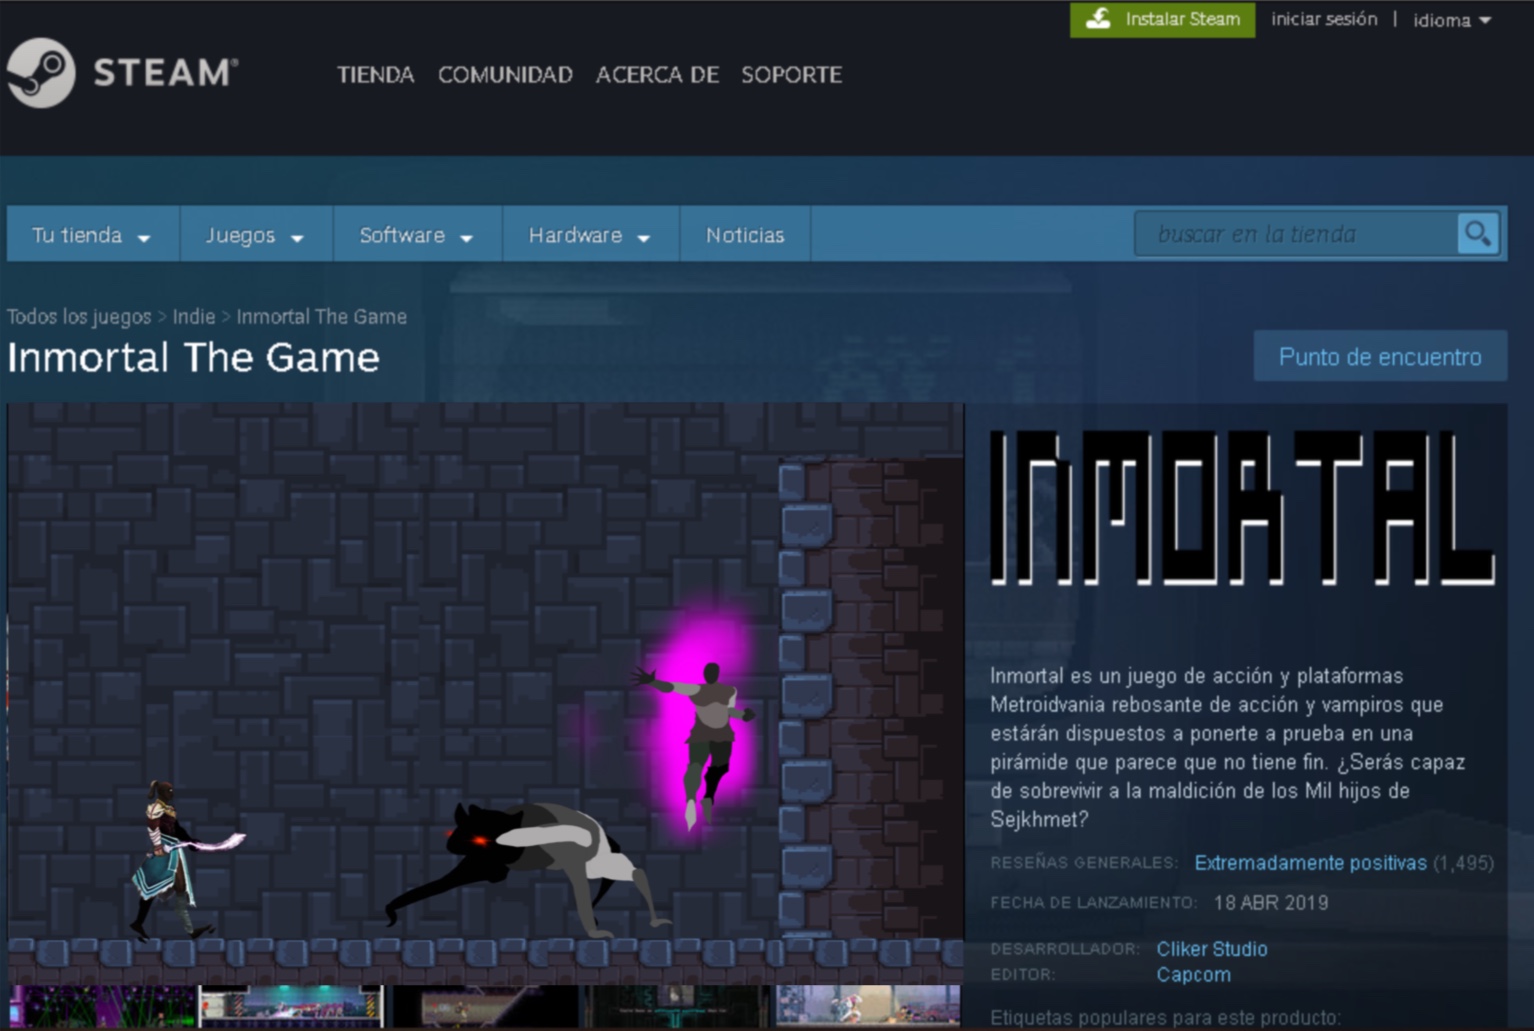 Instalar Steam
iniciar sesión | idioma
STEAM®
TIENDA COMUNIDAD ACERCA DE SOPORTE
Tu tienda Juegos Software Hardware Noticias
buscar en la tienda
Todos los juegos > Indie > Inmortal The Game
Inmortal The Game
Punto de encuentro
INMORTAL
Inmortal es un juego de acción y plataformas
Metroidvania rebosante de acción y vampiros que
estárán dispuestos a ponerte a prueba en una
pirámide que parece que no tiene fin. ¿Serás capaz
de sobrevivir a la maldición de los Mil hijos de
Sejkhmet?
RESEÑAS GENERALES: Extremadamente positivas (1,495)
FECHA DE LANZAMIENTO: 18 ABR 2019
DESARROLLADOR: Cliker Studio
EDITOR: Capcom
Etiquetas populares para este producto: